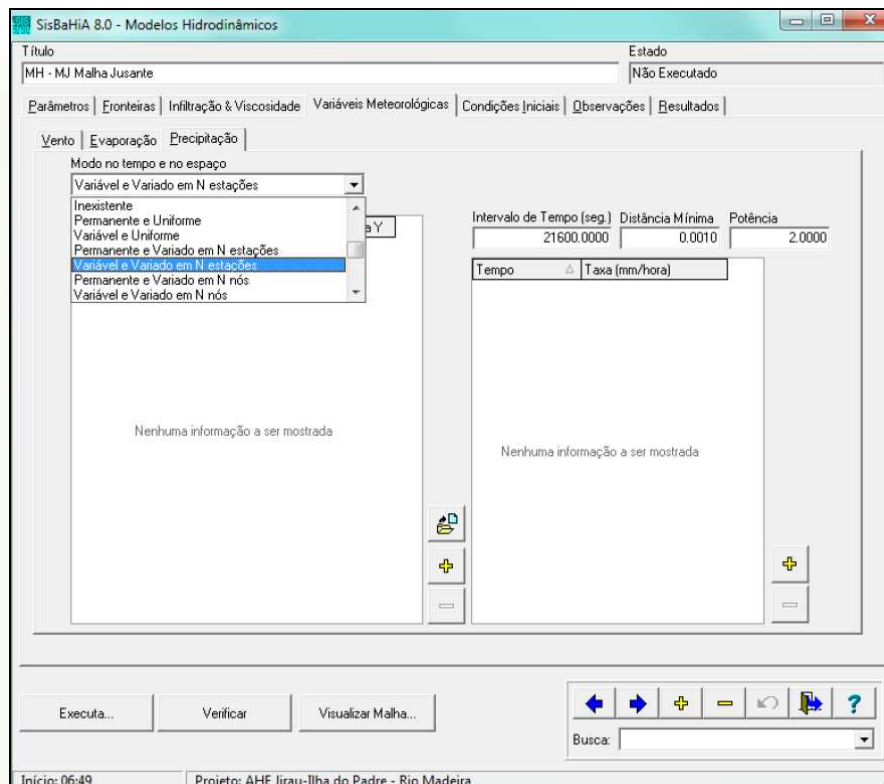 SisBaHiA 8.0 - Modelos Hidrodinâmicos
Título
Estado
MH - MJ Malha Jusante
Não Executado
Parâmetros | Fronteiras | Infiltração & Viscosidade | Variáveis Meteorológicas | Condições Iniciais | Observações | Resultados
Vento | Evaporação | Precipitação
Modo no tempo e no espaço
Variável e Variado em N estações
Inexistente
Permanente e Uniforme
Variável e Uniforme
Permanente e Variado em N estações
Variável e Variado em N estações
Permanente e Variado em N nós
Variável e Variado em N nós
a Y
Nenhuma informação a ser mostrada
Intervalo de Tempo (seg.) Distância Mínima Potência
21600.0000 0.0010 2.0000
Tempo Taxa (mm/hora)
Nenhuma informação a ser mostrada
Executa... Verificar Visualizar Malha...
?
Busca:
Início: 06:49 Projeto: AHE Jirau-Ilha do Padre - Rio Madeira